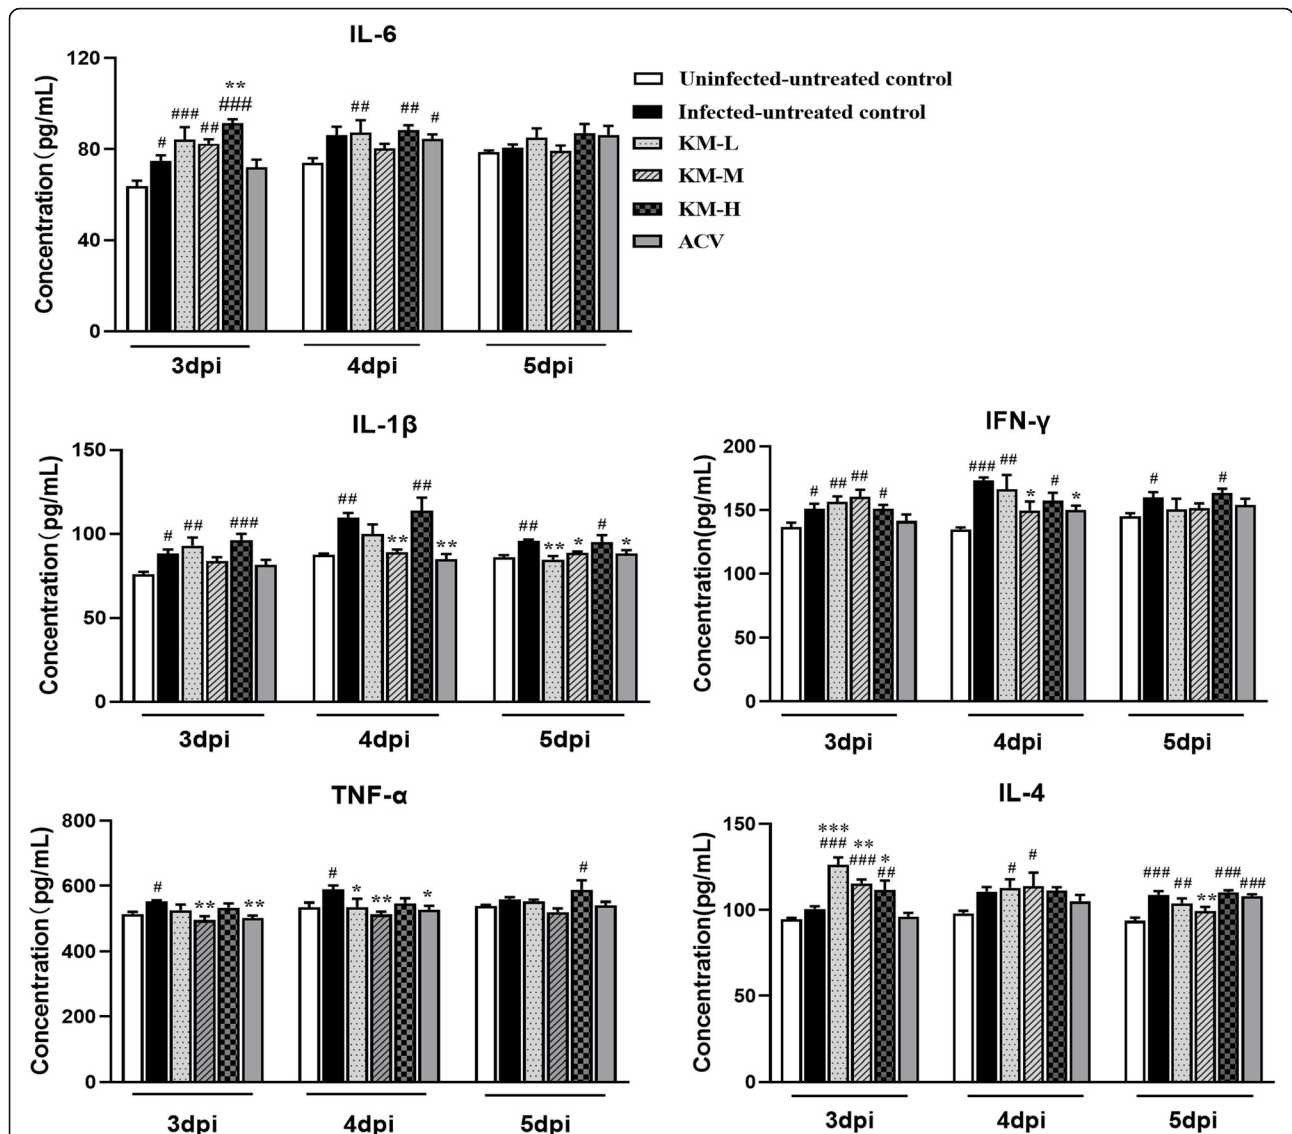 IL-6
Concentration (pg/mL)
120
80
40
0
# ### ## ** ###
## ## #
3dpi 4dpi 5dpi
Uninfected-untreated control
Infected-untreated control
KM-L
KM-M
KM-H
ACV
IL-1β
Concentration (pg/mL)
150
100
50
0
# ## ###
## ** ## **
## ** * # *
3dpi 4dpi 5dpi
IFN-γ
Concentration(pg/mL)
200
150
100
50
0
# ## ## #
### ## * # *
# #
3dpi 4dpi 5dpi
TNF-α
Concentration (pg/mL)
800
600
400
200
0
# ** **
# * ** *
#
3dpi 4dpi 5dpi
IL-4
Concentration(pg/mL)
150
100
50
0
*** ### ** ### * ##
# #
### ## ** ### ###
3dpi 4dpi 5dpi